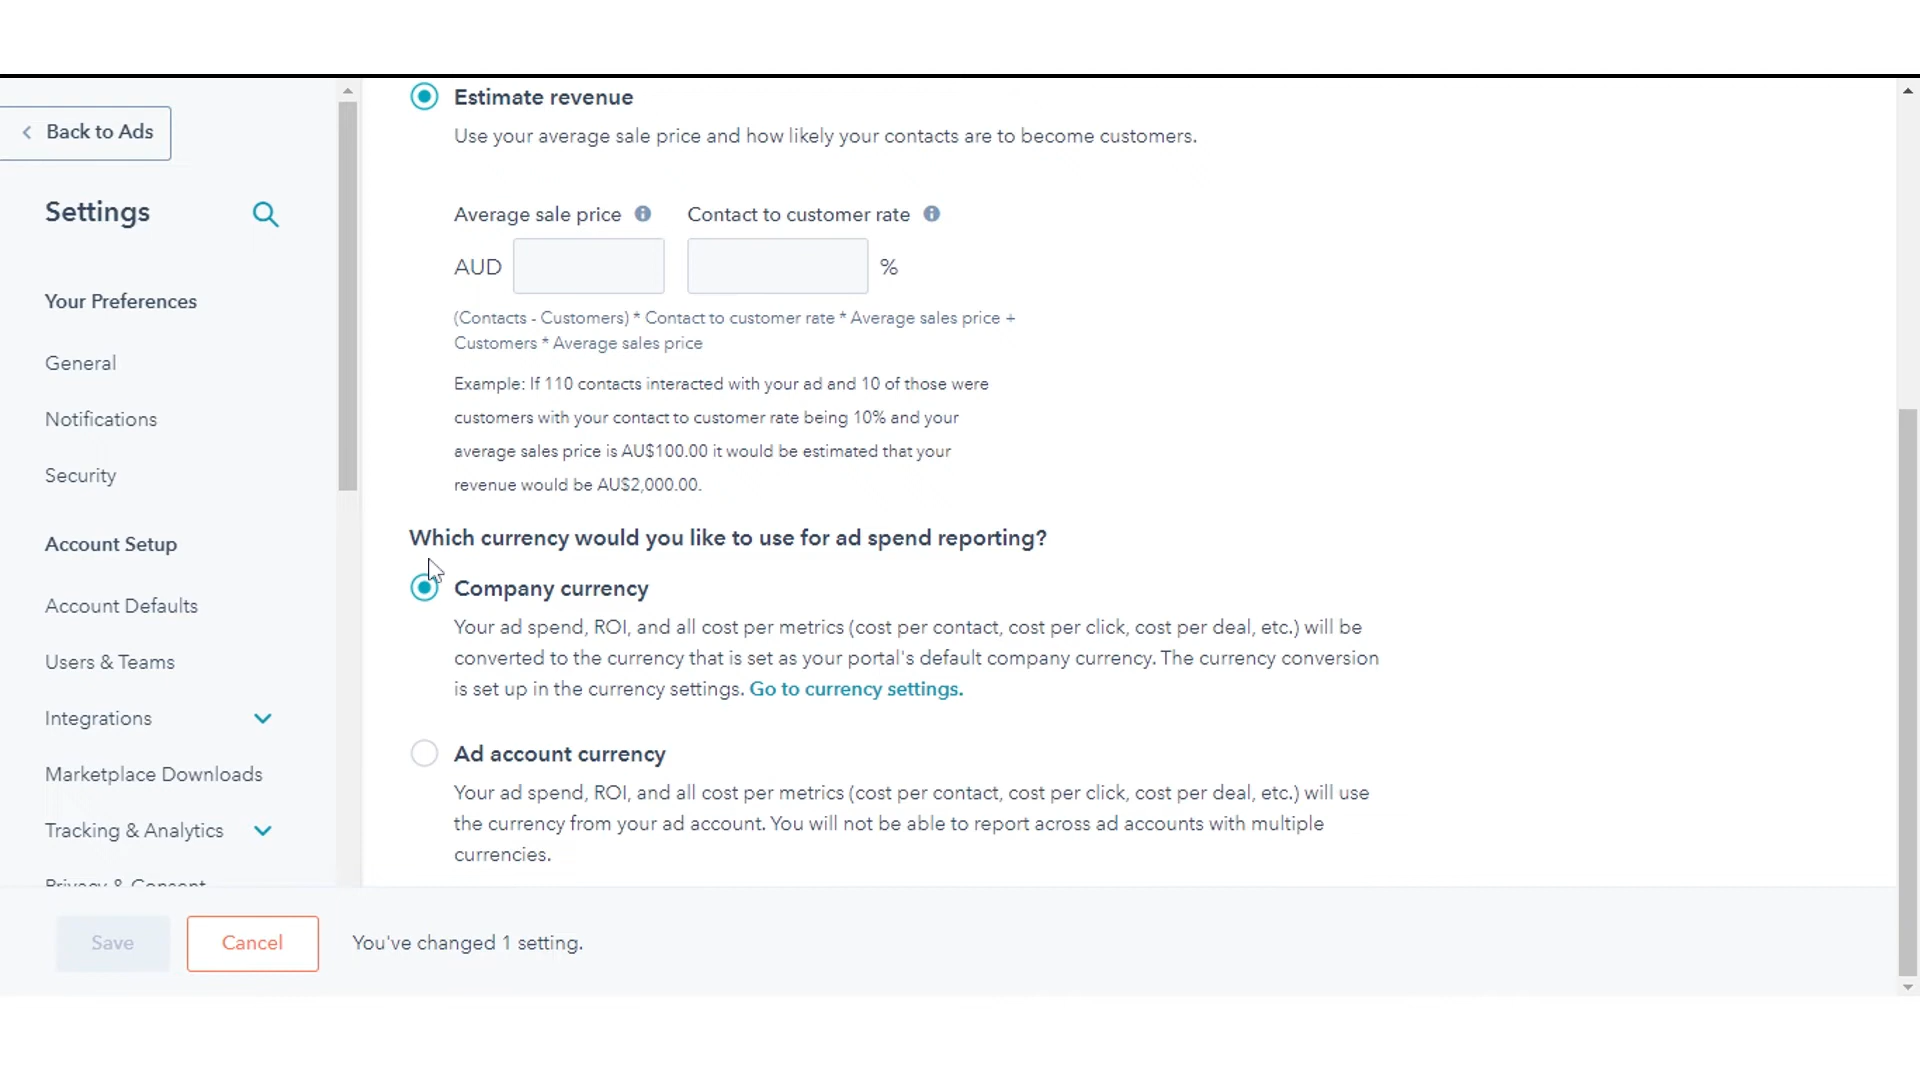 Back to Ads
Settings
Your Preferences
General
Notifications
Security
Account Setup
Account Defaults
Users & Teams
Integrations
Marketplace Downloads
Tracking & Analytics
Privacy & Consent
Estimate revenue
Use your average sale price and how likely your contacts are to become customers.
Average sale price Contact to customer rate
AUD %
(Contacts - Customers) * Contact to customer rate * Average sales price +
Customers * Average sales price
Example: If 110 contacts interacted with your ad and 10 of those were
customers with your contact to customer rate being 10% and your
average sales price is AU$100.00 it would be estimated that your
revenue would be AU$2,000.00.
Which currency would you like to use for ad spend reporting?
Company currency
Your ad spend, ROI, and all cost per metrics (cost per contact, cost per click, cost per deal, etc.) will be
converted to the currency that is set as your portal's default company currency. The currency conversion
is set up in the currency settings. Go to currency settings.
Ad account currency
Your ad spend, ROI, and all cost per metrics (cost per contact, cost per click, cost per deal, etc.) will use
the currency from your ad account. You will not be able to report across ad accounts with multiple
currencies.
Save Cancel You've changed 1 setting.